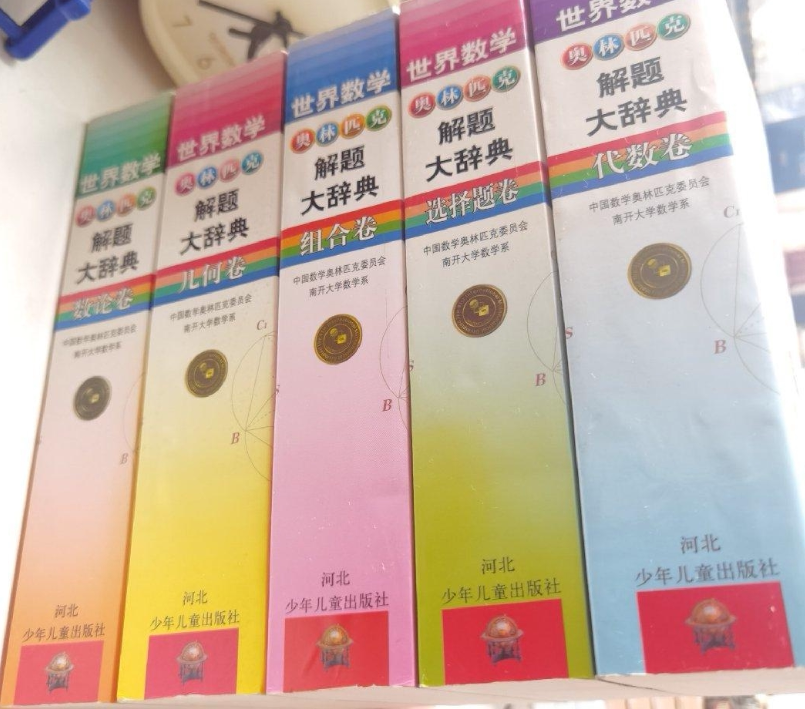 世界数学
奥林匹克
解题
大辞典
数论卷
中国数学奥林匹克委员会
南开大学数学系
B
河北
少年儿童出版社
世界数学
奥林匹克
解题
大辞典
几何卷
中国数学奥林匹克委员会
南开大学数学系
C₁
B
河北
少年儿童出版社
世界数学
奥林匹克
解题
大辞典
组合卷
中国数学奥林匹克委员会
南开大学数学系
S
B
河北
少年儿童出版社
世界数学
奥林匹克
解题
大辞典
选择题卷
中国数学奥林匹克委员会
南开大学数学系
B
河北
少年儿童出版社
世界数
奥林匹克
解题
大辞典
代数卷
中国数学奥林匹克委员会
南开大学数学系
C₁
S
B
河北
少年儿童出版社
7
6